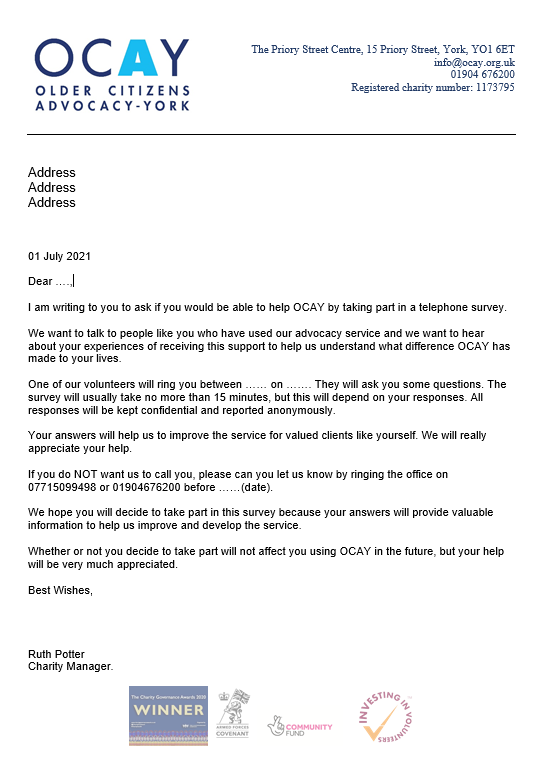 OCAY
OLDER CITIZENS
ADVOCACY-YORK
The Priory Street Centre, 15 Priory Street, York, YO1 6ET
info@ocay.org.uk
01904 676200
Registered charity number: 1173795
Address
Address
Address
01 July 2021
Dear ….,
I am writing to you to ask if you would be able to help OCAY by taking part in a telephone survey.
We want to talk to people like you who have used our advocacy service and we want to hear
about your experiences of receiving this support to help us understand what difference OCAY has
made to your lives.
One of our volunteers will ring you between …… on ……. They will ask you some questions. The
survey will usually take no more than 15 minutes, but this will depend on your responses. All
responses will be kept confidential and reported anonymously.
Your answers will help us to improve the service for valued clients like yourself. We will really
appreciate your help.
If you do NOT want us to call you, please can you let us know by ringing the office on
07715099498 or 01904676200 before ……(date).
We hope you will decide to take part in this survey because your answers will provide valuable
information to help us improve and develop the service.
Whether or not you decide to take part will not affect you using OCAY in the future, but your help
will be very much appreciated.
Best Wishes,
Ruth Potter
Charity Manager.
The Charity Governance Awards 2020
WINNER
ARMED FORCES
COVENANT
COMMUNITY
FUND
INVESTING IN VOLUNTEERS